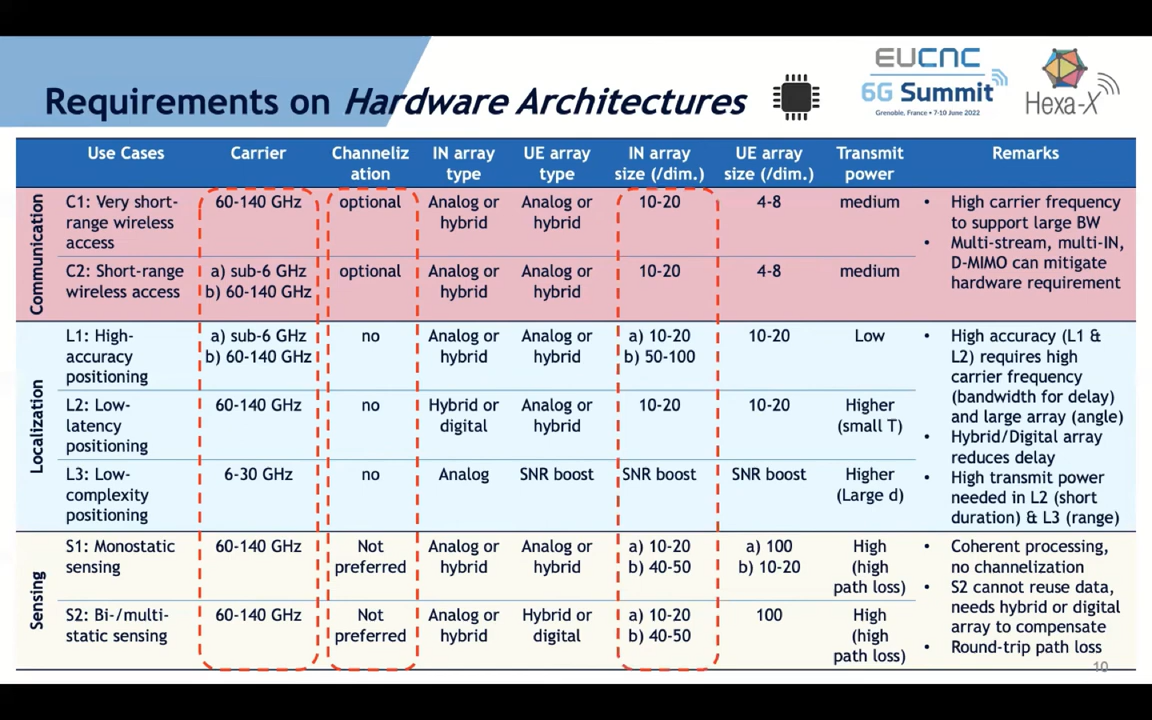 Requirements on Hardware Architectures
EUCNC
6G Summit
Grenoble, France • 7-10 June 2022
Hexa-X
Use Cases
Carrier
Channeliz
ation
IN array
type
UE array
type
IN array
size (/dim.)
UE array
size (/dim.)
Transmit
power
Remarks
Communication
C1: Very short-
range wireless
access
60-140 GHz
optional
Analog or
hybrid
Analog or
hybrid
10-20
4-8
medium
• High carrier frequency
to support large BW
• Multi-stream, multi-IN,
D-MIMO can mitigate
hardware requirement
C2: Short-range
wireless access
a) sub-6 GHz
b) 60-140 GHz
optional
Analog or
hybrid
Analog or
hybrid
10-20
4-8
medium
Localization
L1: High-
accuracy
positioning
a) sub-6 GHz
b) 60-140 GHz
no
Analog or
hybrid
Analog or
hybrid
a) 10-20
b) 50-100
10-20
Low
• High accuracy (L1 &
L2) requires high
carrier frequency
(bandwidth for delay)
and large array (angle)
• Hybrid/Digital array
reduces delay
• High transmit power
needed in L2 (short
duration) & L3 (range)
L2: Low-
latency
positioning
60-140 GHz
no
Hybrid or
digital
Analog or
hybrid
10-20
10-20
Higher
(small T)
L3: Low-
complexity
positioning
6-30 GHz
no
Analog
SNR boost
SNR boost
SNR boost
Higher
(Large d)
Sensing
S1: Monostatic
sensing
60-140 GHz
Not
preferred
Analog or
hybrid
Analog or
hybrid
a) 10-20
b) 40-50
a) 100
b) 10-20
High
(high
path loss)
• Coherent processing,
no channelization
• S2 cannot reuse data,
needs hybrid or digital
array to compensate
• Round-trip path loss
S2: Bi-/multi-
static sensing
60-140 GHz
Not
preferred
Analog or
hybrid
Hybrid or
digital
a) 10-20
b) 40-50
100
High
(high
path loss)
10